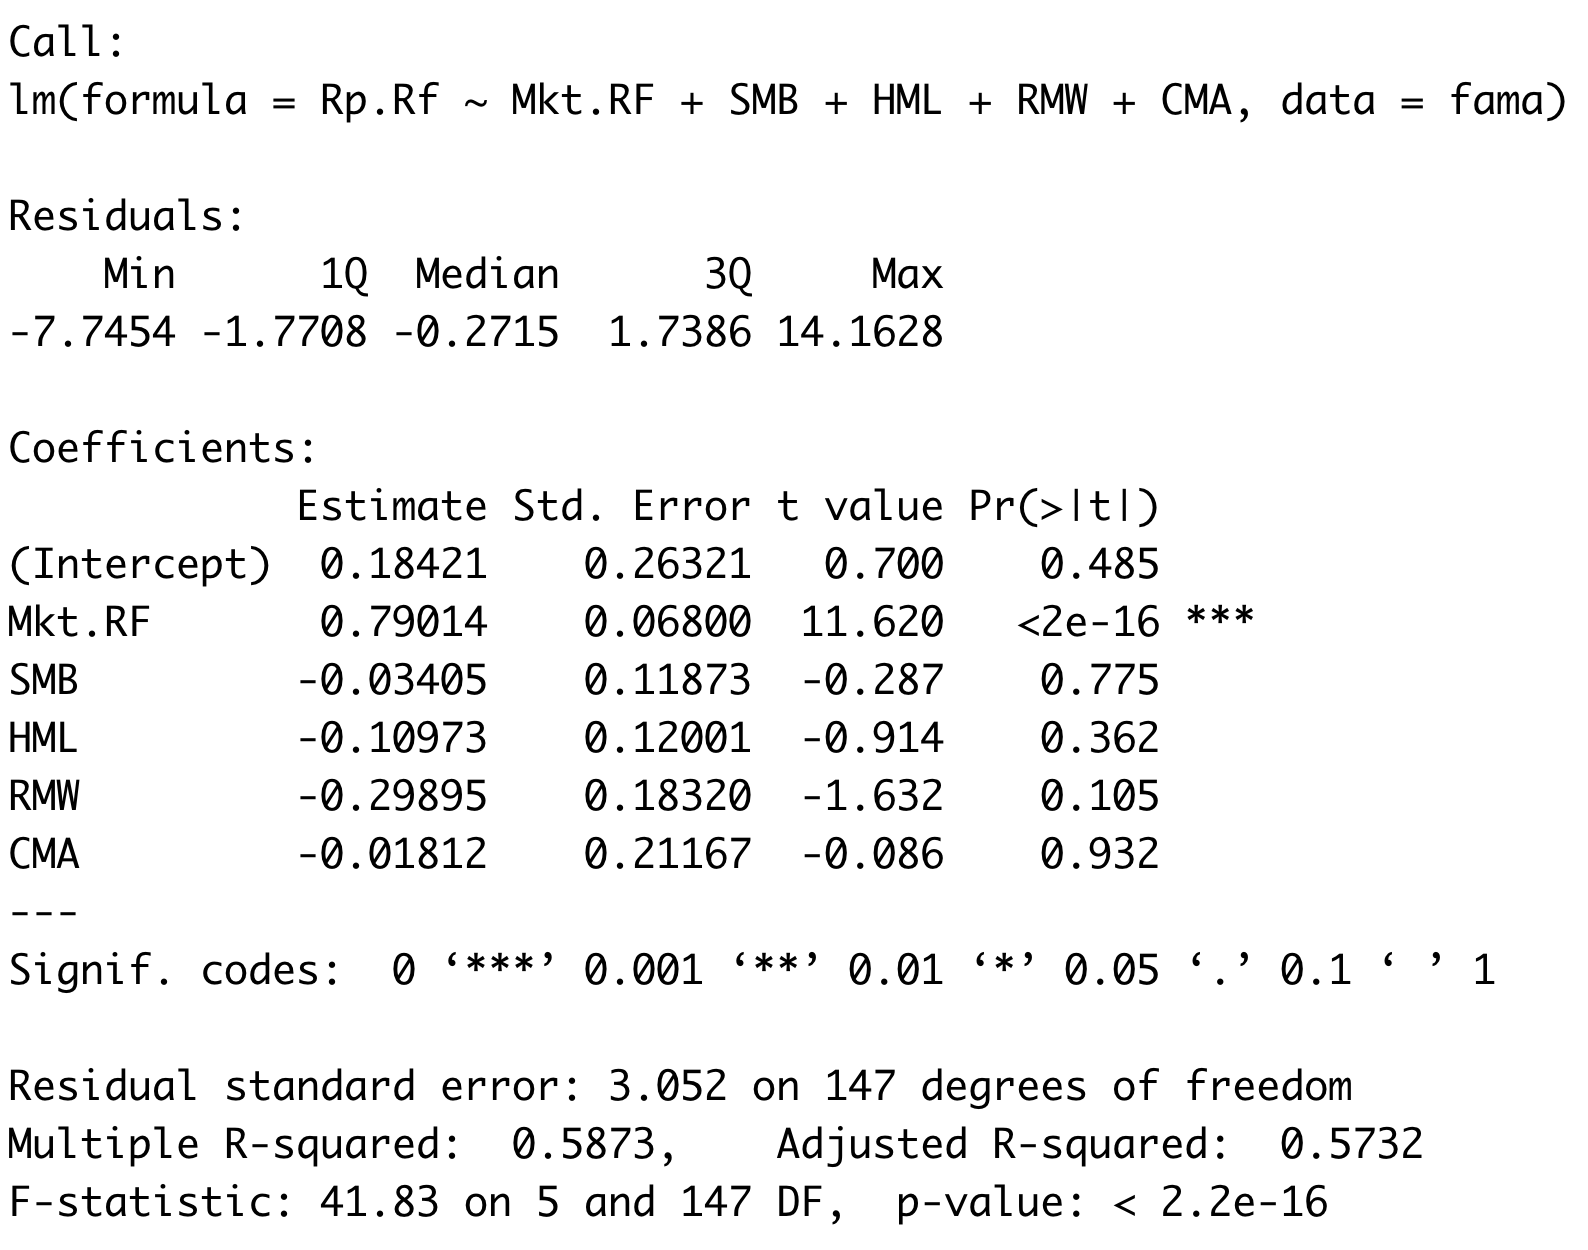 Call:
lm(formula = Rp.Rf ~ Mkt.RF + SMB + HML + RMW + CMA, data = fama)

Residuals:
    Min      1Q  Median      3Q     Max
-7.7454 -1.7708 -0.2715  1.7386 14.1628

Coefficients:
            Estimate Std. Error t value Pr(>|t|)
(Intercept)  0.18421    0.26321   0.700    0.485
Mkt.RF       0.79014    0.06800  11.620   <2e-16 ***
SMB         -0.03405    0.11873  -0.287    0.775
HML         -0.10973    0.12001  -0.914    0.362
RMW         -0.29895    0.18320  -1.632    0.105
CMA         -0.01812    0.21167  -0.086    0.932
---
Signif. codes:  0 ‘***’ 0.001 ‘**’ 0.01 ‘*’ 0.05 ‘.’ 0.1 ‘ ’ 1

Residual standard error: 3.052 on 147 degrees of freedom
Multiple R-squared:  0.5873,    Adjusted R-squared:  0.5732
F-statistic: 41.83 on 5 and 147 DF,  p-value: < 2.2e-16